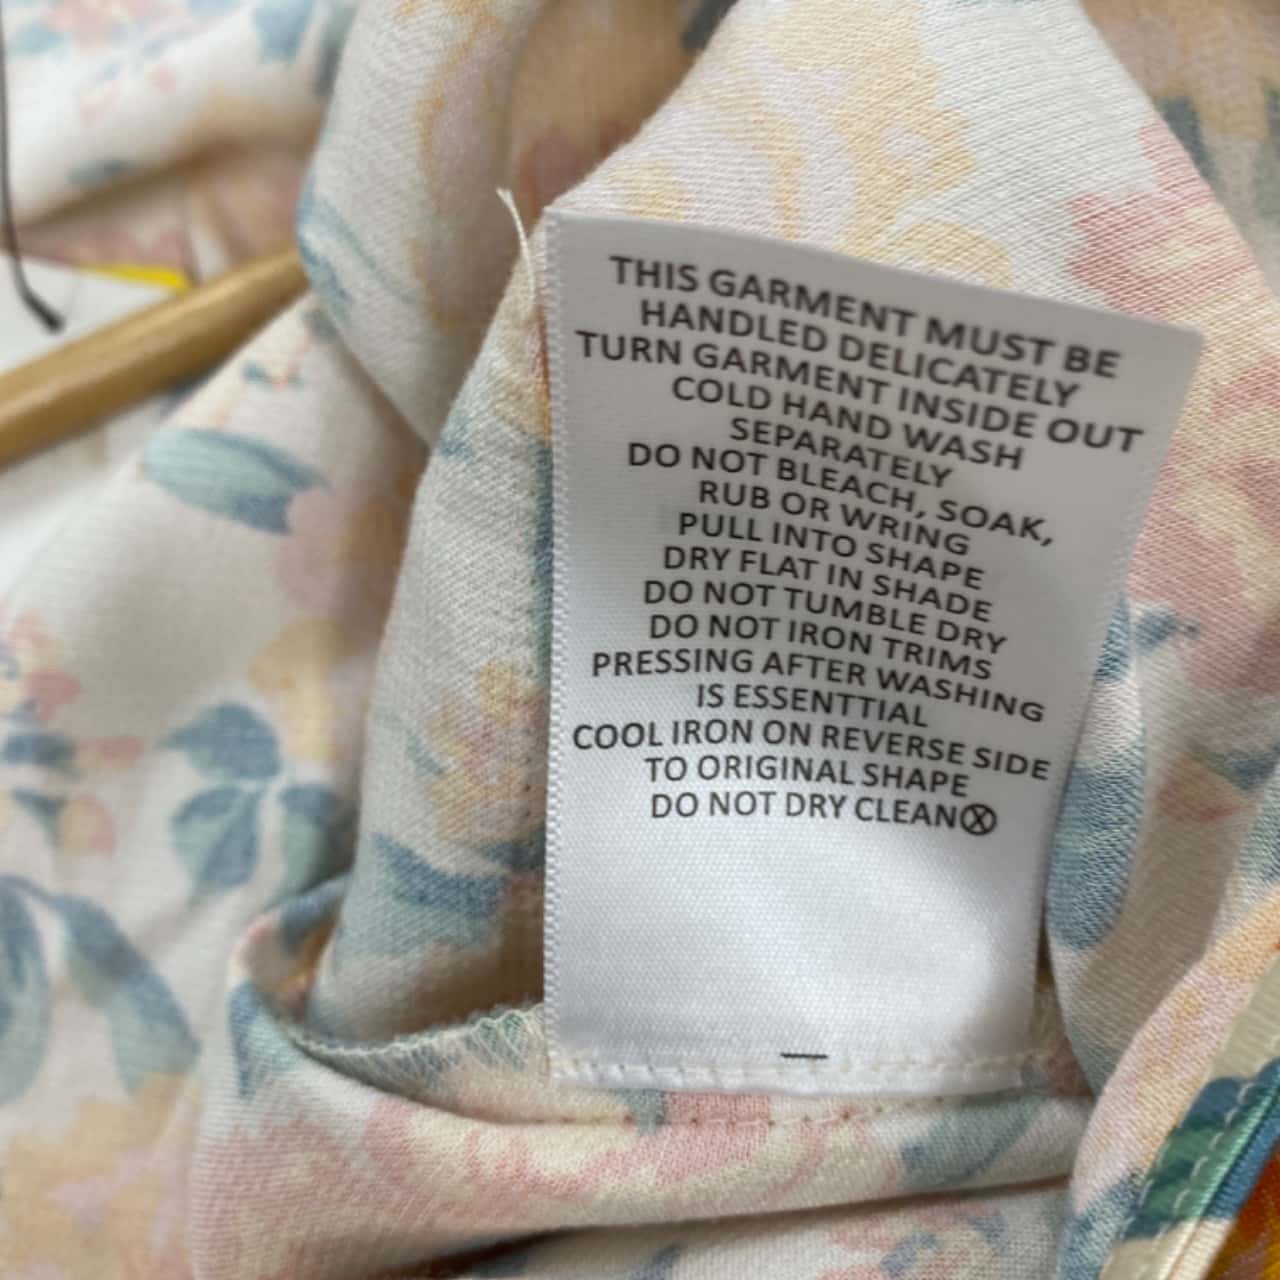 THIS GARMENT MUST BE
HANDLED DELICATELY
TURN GARMENT INSIDE OUT
COLD HAND WASH
SEPARATELY
DO NOT BLEACH, SOAK,
RUB OR WRING
PULL INTO SHAPE
DRY FLAT IN SHADE
DO NOT TUMBLE DRY
DO NOT IRON TRIMS
PRESSING AFTER WASHING
IS ESSENTTIAL
COOL IRON ON REVERSE SIDE
TO ORIGINAL SHAPE
DO NOT DRY CLEANⓍ